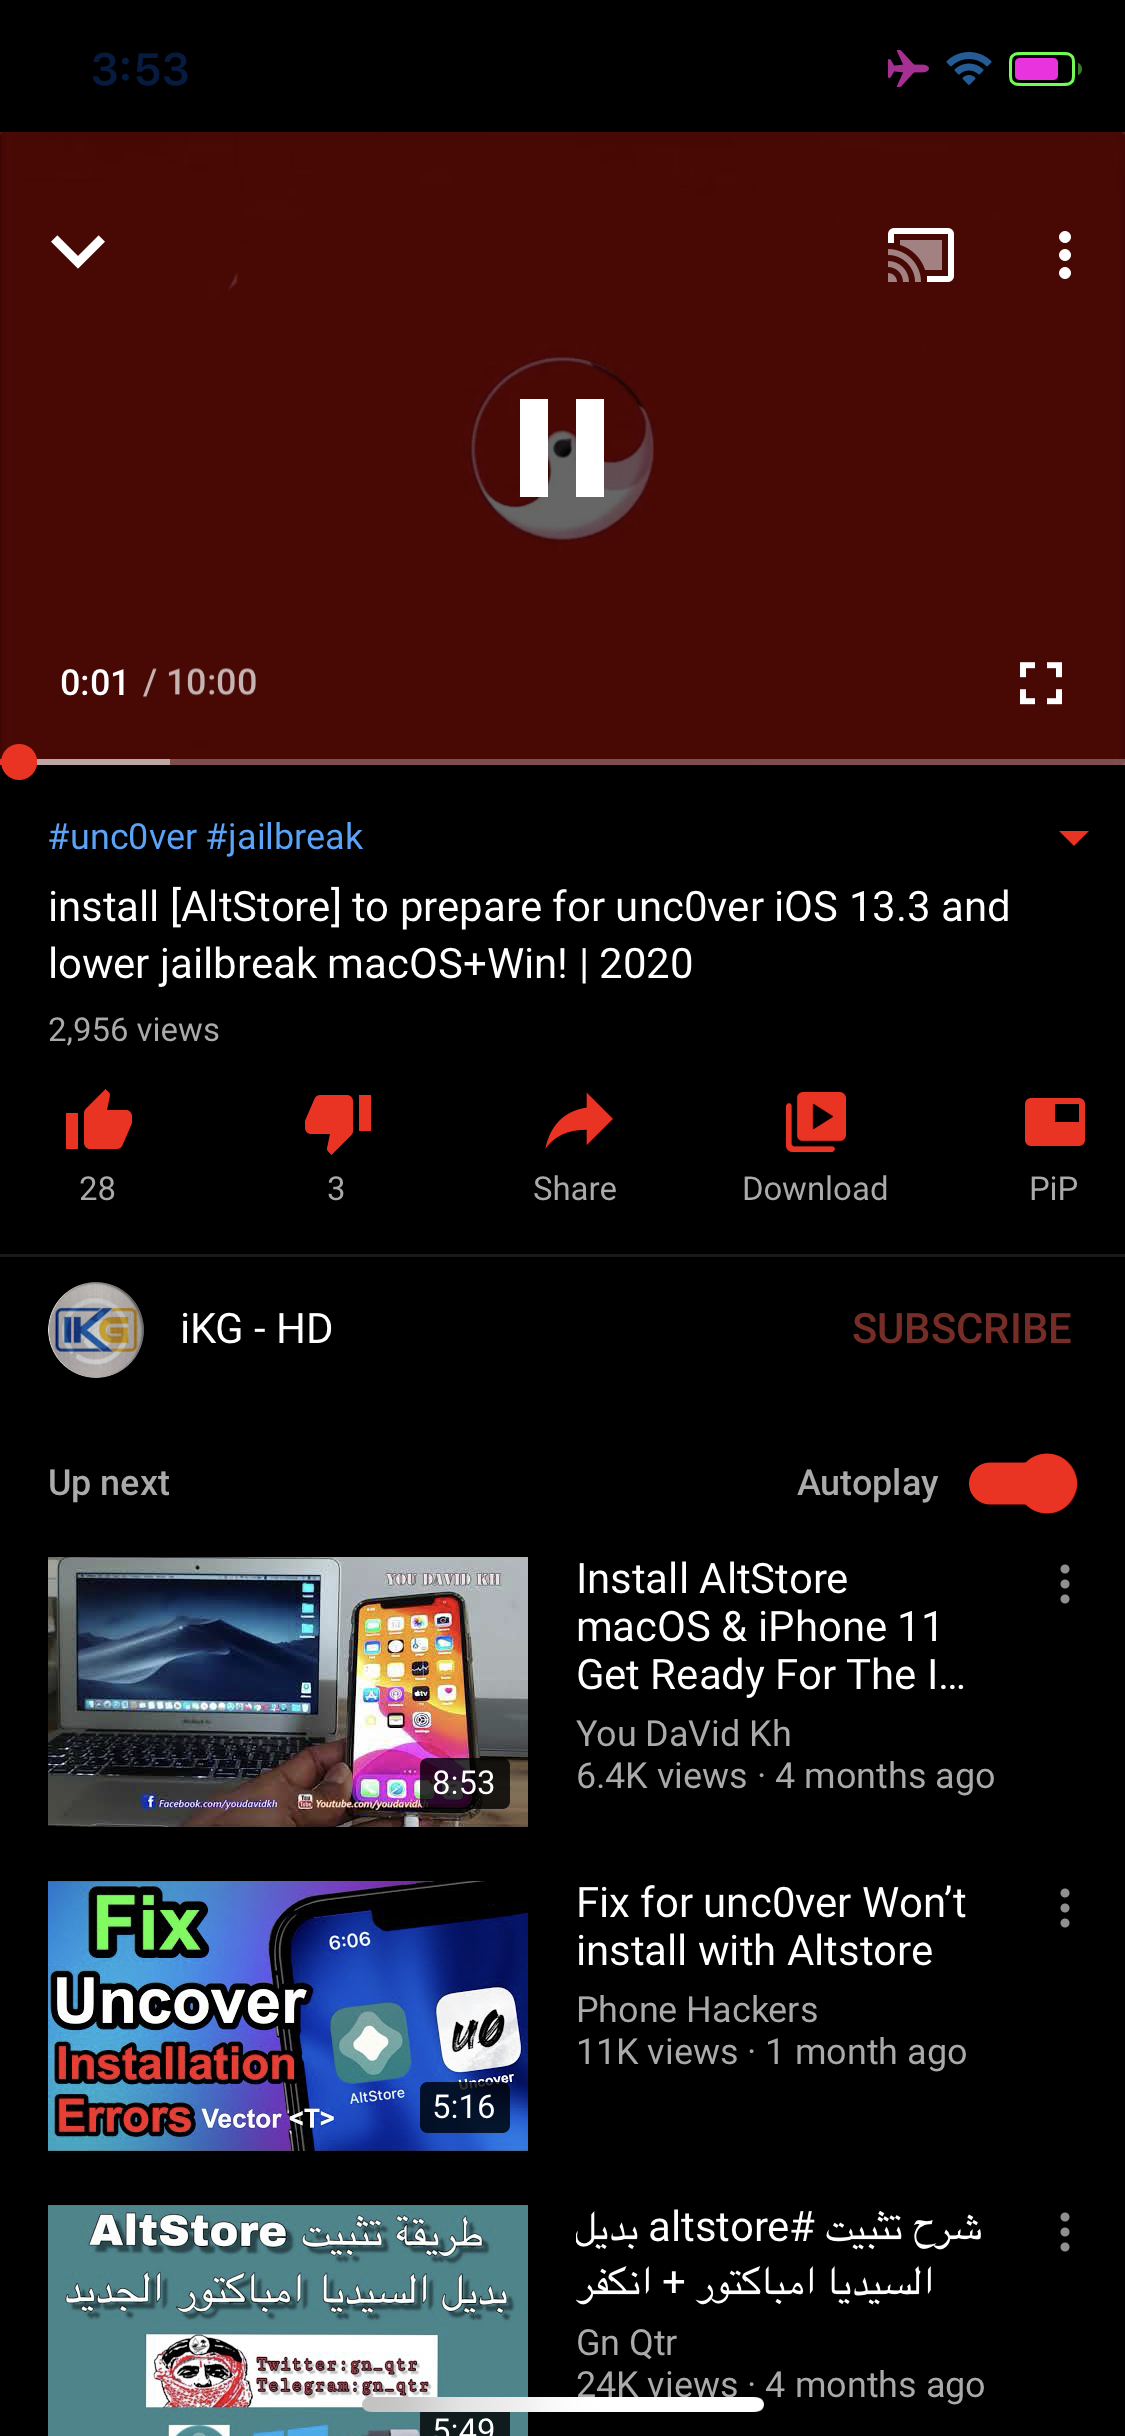 3:53
0:01 / 10:00
#unc0ver #jailbreak
install [AltStore] to prepare for unc0ver iOS 13.3 and
lower jailbreak macOS+Win! | 2020
2,956 views
28
3
Share
Download
PiP
IKG
iKG - HD
SUBSCRIBE
Up next
Autoplay
YOU DAVID KH
Facebook.com/youdavidkh
Youtube.com/youdavidkh
8:53
Install AltStore
macOS & iPhone 11
Get Ready For The I...
You DaVid Kh
6.4K views · 4 months ago
Fix
Uncover
Installation
Errors Vector <T>
6:06
AltStore
Uncover
5:16
Fix for unc0ver Won’t
install with Altstore
Phone Hackers
11K views · 1 month ago
طريقة تثبيت AltStore
بديل السيديا امباكتور الجديد
Twitter:gn_qtr
Telegram:gn_qtr
5:49
شرح تثبيت #altstore بديل
السيديا امباكتور + انكفر
Gn Qtr
24K views · 4 months ago